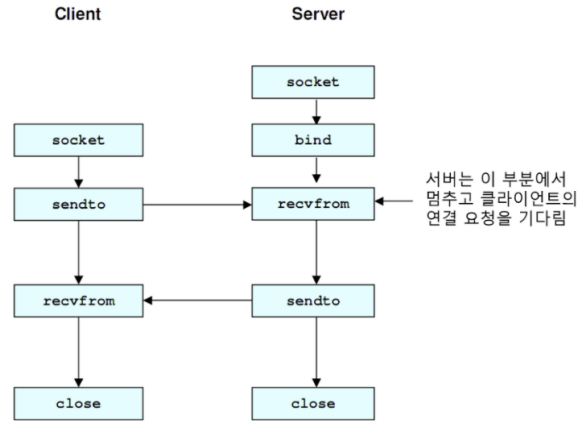 Client
Server
socket
socket
bind
sendto
recvfrom
서버는 이 부분에서
멈추고 클라이언트의
연결 요청을 기다림
recvfrom
sendto
close
close